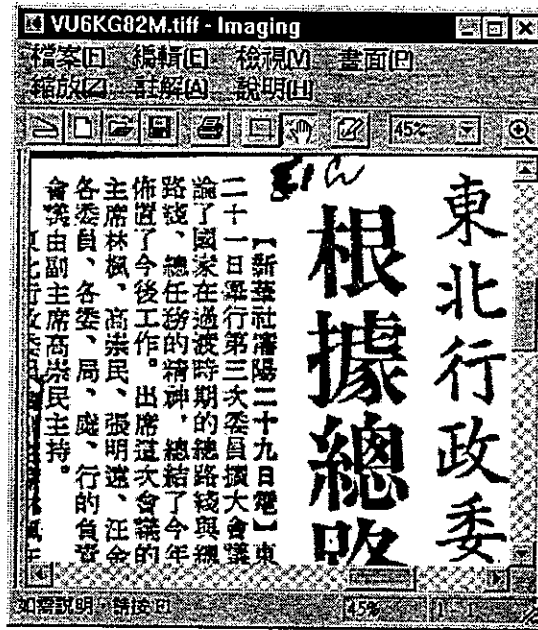 VU6KG82M.tiff - Imaging
檔案(F) 編輯(E) 檢視(V) 畫面(P)
縮放(Z) 註解(A) 說明(H)
45%
東北行政委
根據總路
【新華社瀋陽二十九日電】東
二十一日舉行第三次委員擴大會議
論了國家在過渡時期的總路綫與總
路綫、總任務的精神，總結了今年
佈置了今後工作。出席這次會議的
主席林楓、高崇民、張明遠、汪金
各委員、各委、局、處、行的負責
會議由副主席高崇民主持。
如需說明，請按 F1
45%